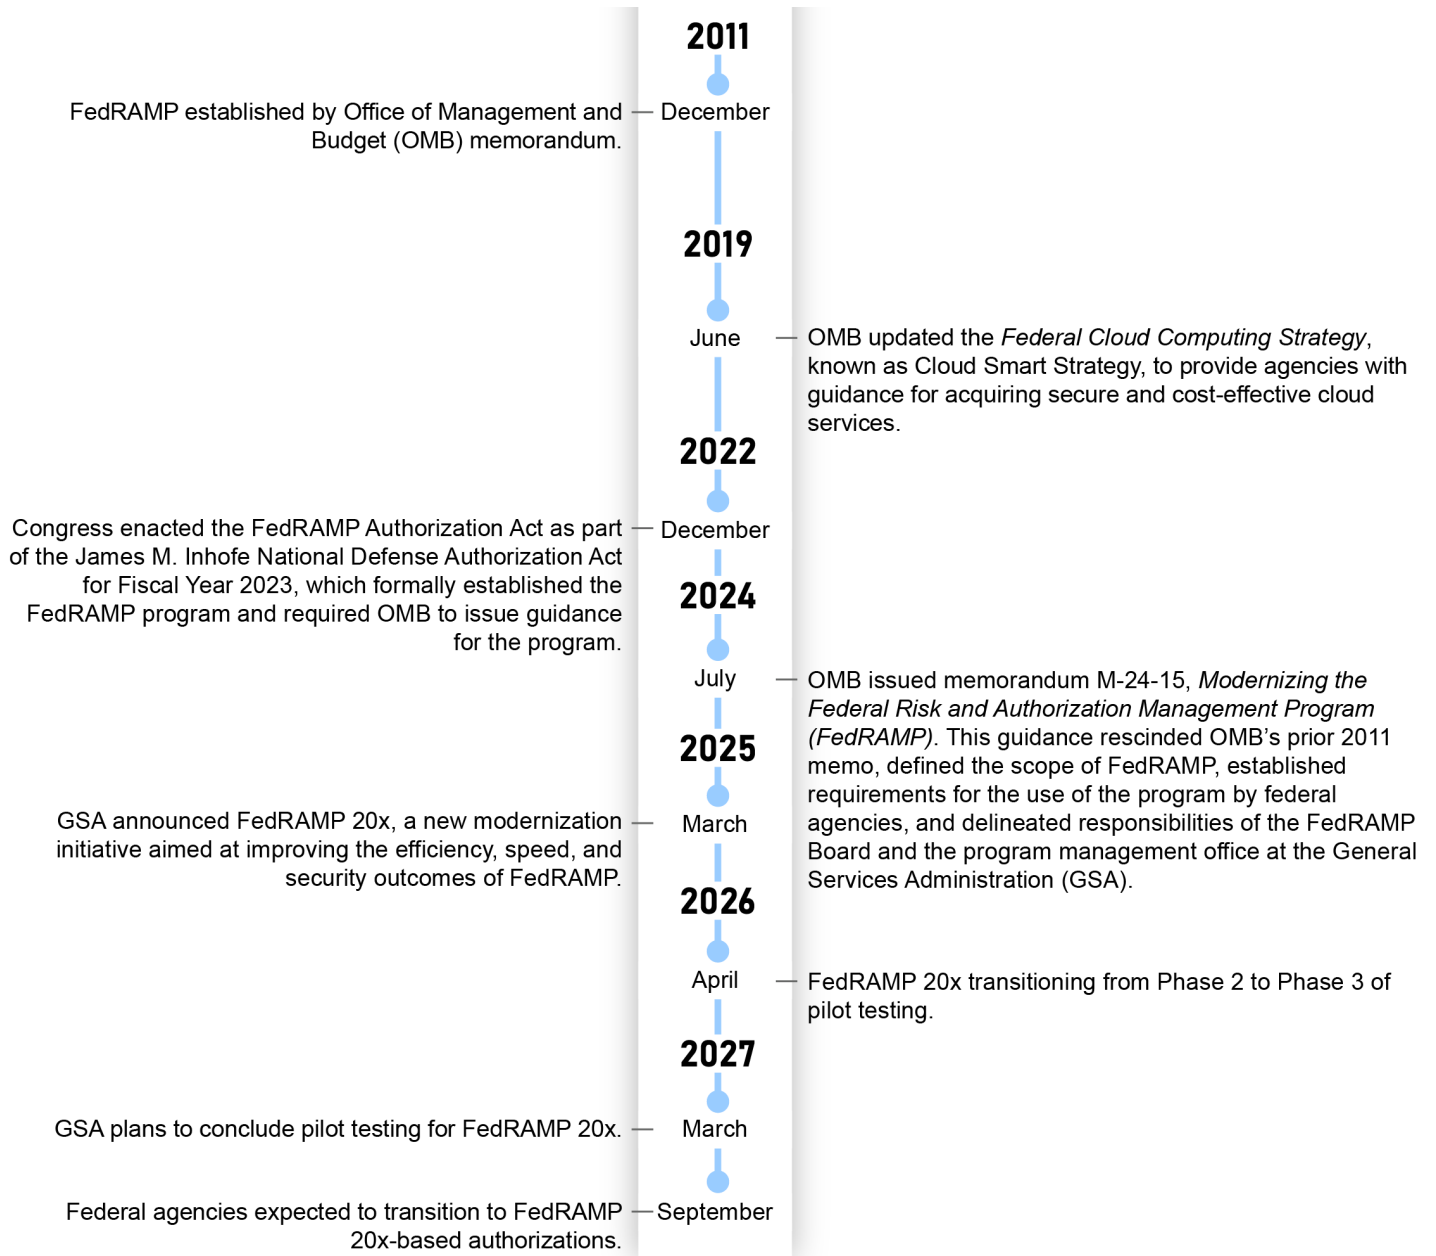 2011
December
FedRAMP established by Office of Management and
Budget (OMB) memorandum.
2019
June
OMB updated the Federal Cloud Computing Strategy,
known as Cloud Smart Strategy, to provide agencies with
guidance for acquiring secure and cost-effective cloud
services.
2022
December
Congress enacted the FedRAMP Authorization Act as part
of the James M. Inhofe National Defense Authorization Act
for Fiscal Year 2023, which formally established the
FedRAMP program and required OMB to issue guidance
for the program.
2024
July
OMB issued memorandum M-24-15, Modernizing the
Federal Risk and Authorization Management Program
(FedRAMP). This guidance rescinded OMB’s prior 2011
memo, defined the scope of FedRAMP, established
requirements for the use of the program by federal
agencies, and delineated responsibilities of the FedRAMP
Board and the program management office at the General
Services Administration (GSA).
2025
March
GSA announced FedRAMP 20x, a new modernization
initiative aimed at improving the efficiency, speed, and
security outcomes of FedRAMP.
2026
April
FedRAMP 20x transitioning from Phase 2 to Phase 3 of
pilot testing.
2027
March
GSA plans to conclude pilot testing for FedRAMP 20x.
September
Federal agencies expected to transition to FedRAMP
20x-based authorizations.